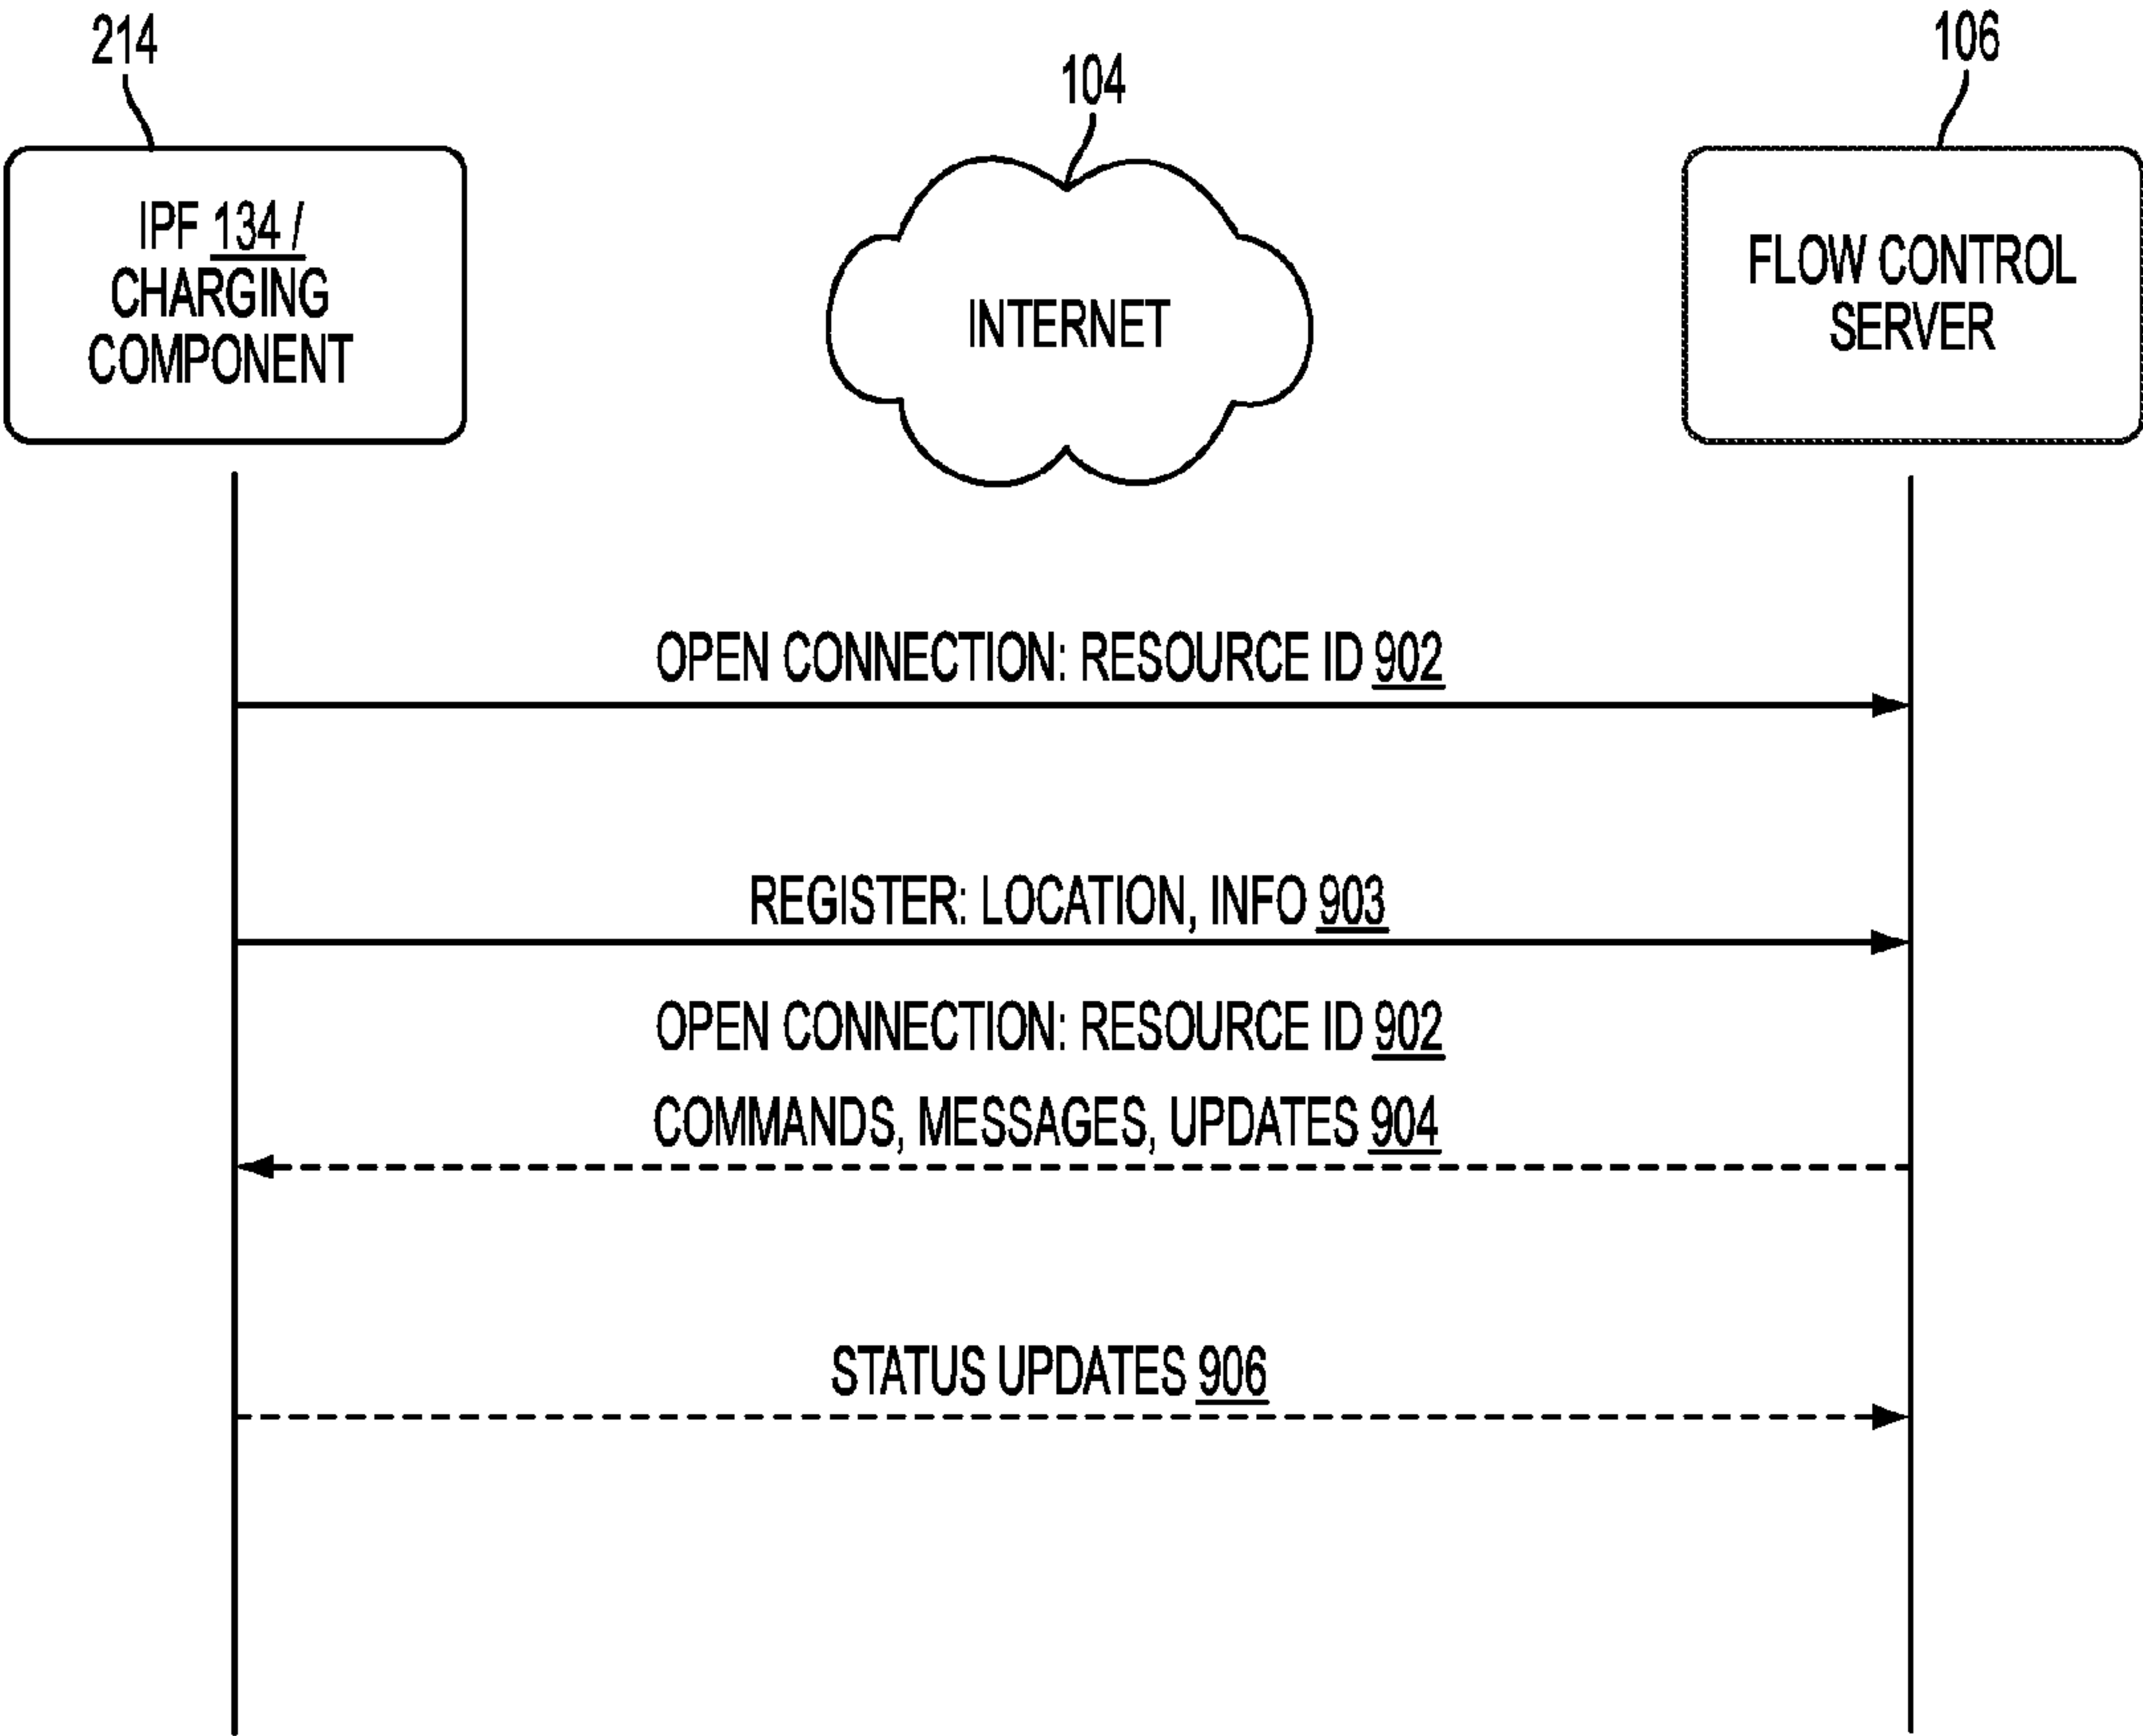 214
104
106
IPF 134 /
CHARGING
COMPONENT
INTERNET
FLOW CONTROL
SERVER
OPEN CONNECTION: RESOURCE ID 902
REGISTER: LOCATION, INFO 903
OPEN CONNECTION: RESOURCE ID 902
COMMANDS, MESSAGES, UPDATES 904
STATUS UPDATES 906